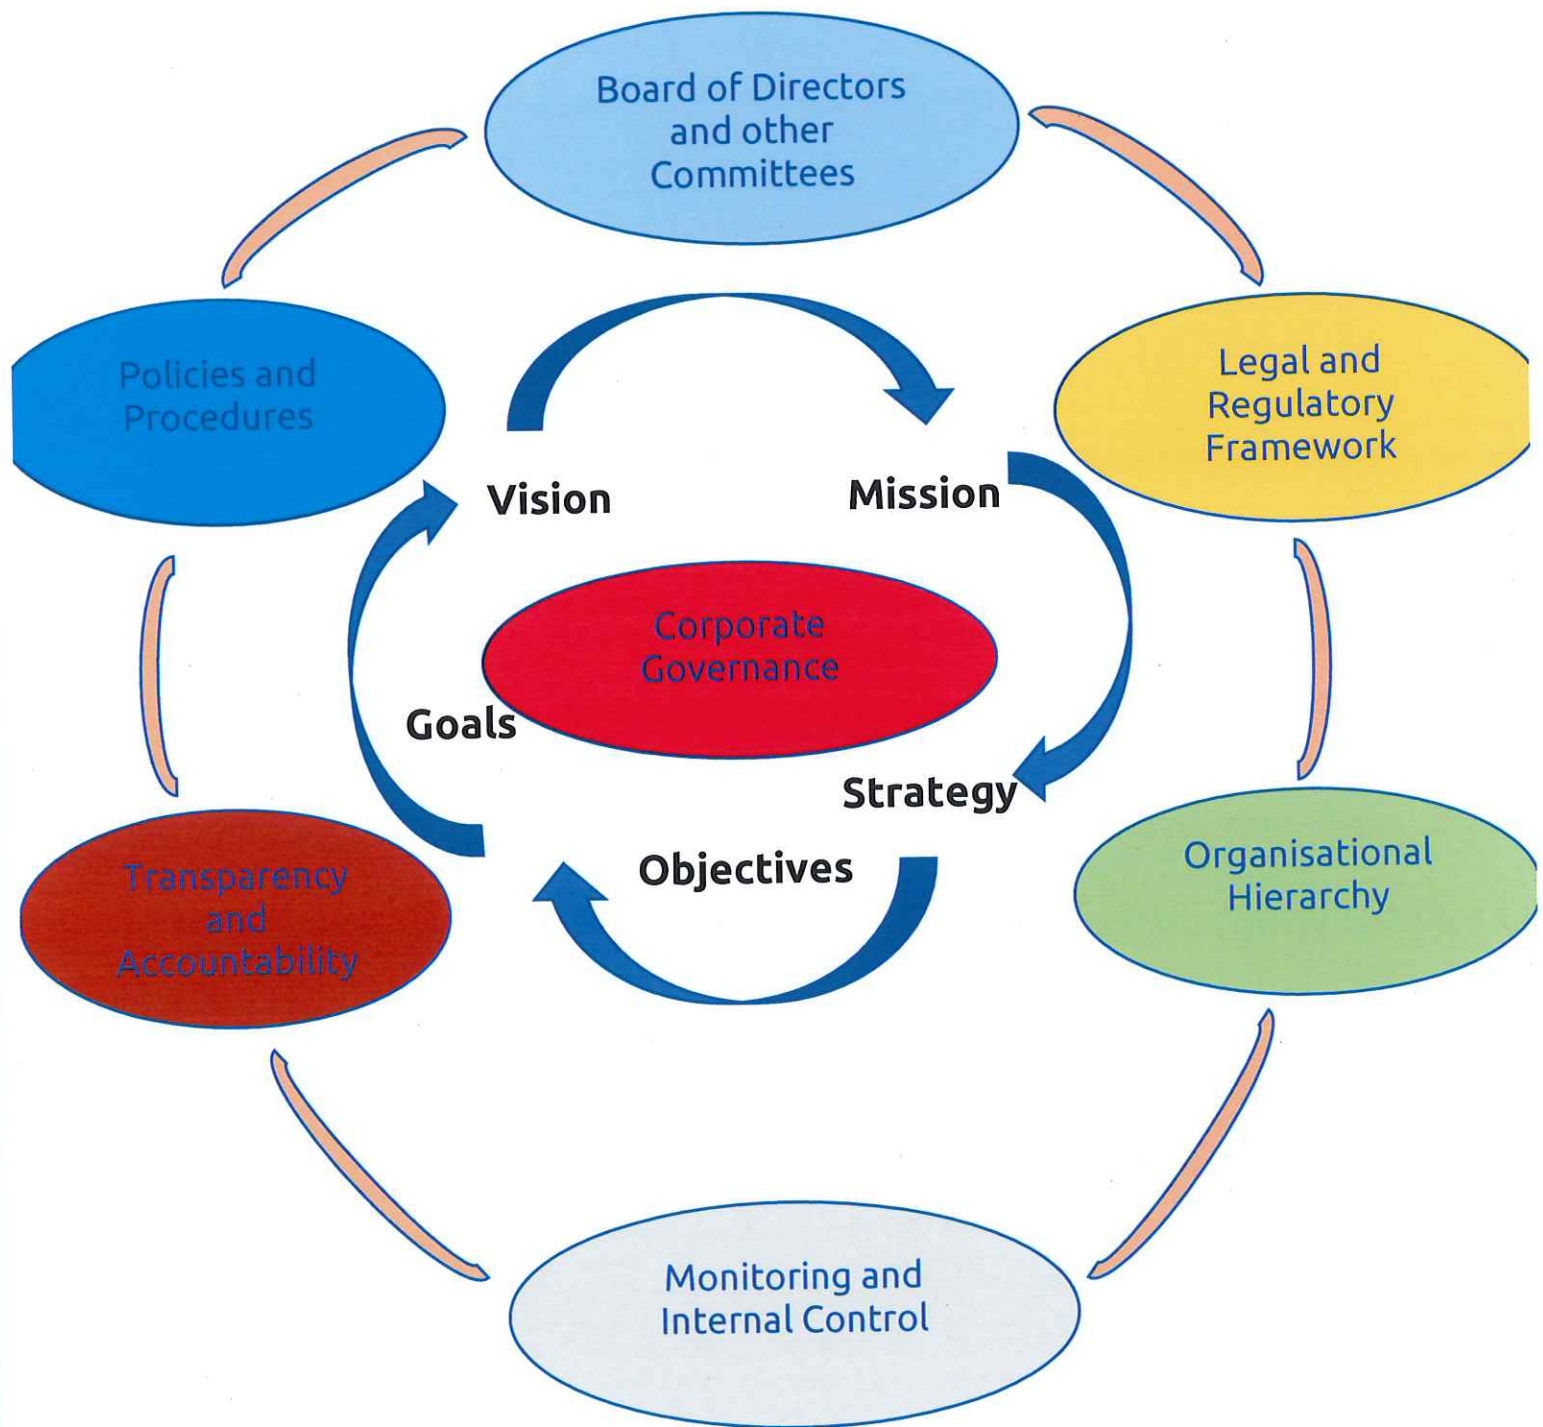 Board of Directors
and other
Committees
Policies and
Procedures
Legal and
Regulatory
Framework
Vision
Mission
Corporate
Governance
Goals
Strategy
Objectives
Transparency
and
Accountability
Organisational
Hierarchy
Monitoring and
Internal Control